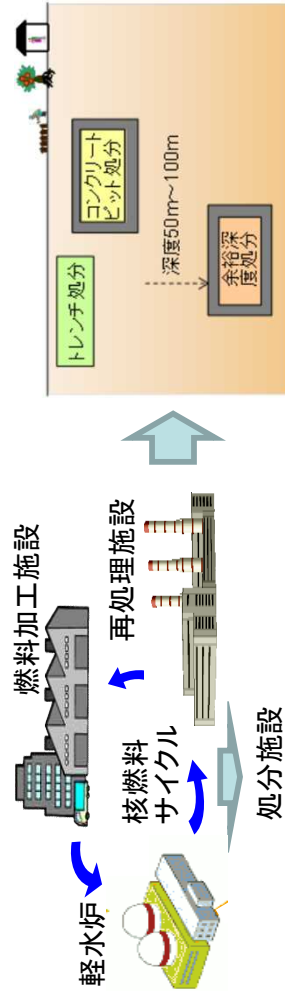 軽水炉
燃料加工施設
核燃料
サイクル
再処理施設
処分施設
トレンチ処分
コンクリート
ピット処分
深度50m～100m
余裕深
度処分